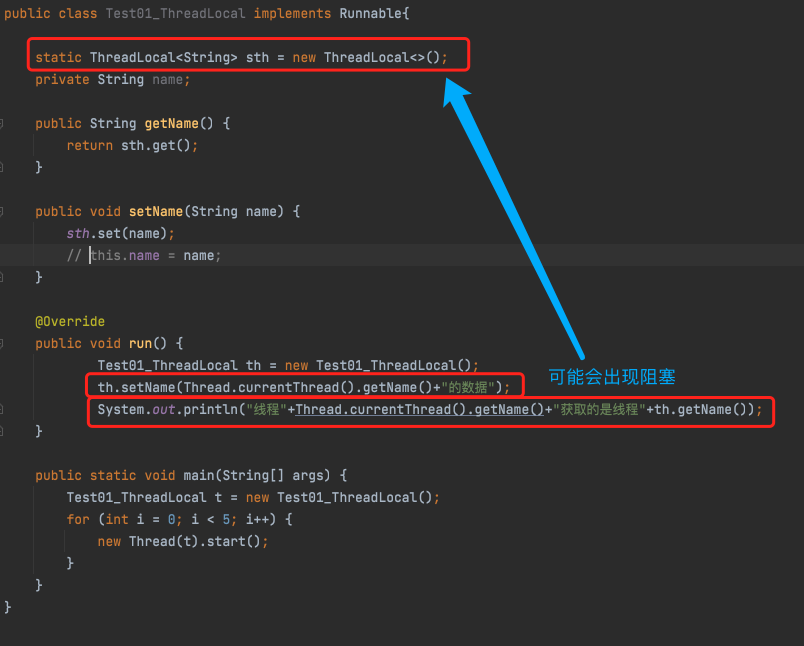 public class Test01_ThreadLocal implements Runnable{
static ThreadLocal<String> sth = new ThreadLocal<>();
private String name;
public String getName() {
return sth.get();
}
public void setName(String name) {
sth.set(name);
// this.name = name;
}
@Override
public void run() {
Test01_ThreadLocal th = new Test01_ThreadLocal();
可能会出现阻塞
th.setName(Thread.currentThread().getName()+"的数据");
System.out.println("线程"+Thread.currentThread().getName()+"获取的是线程"+th.getName());
}
public static void main(String[] args) {
Test01_ThreadLocal t = new Test01_ThreadLocal();
for (int i = 0; i < 5; i++) {
new Thread(t).start();
}
}
}